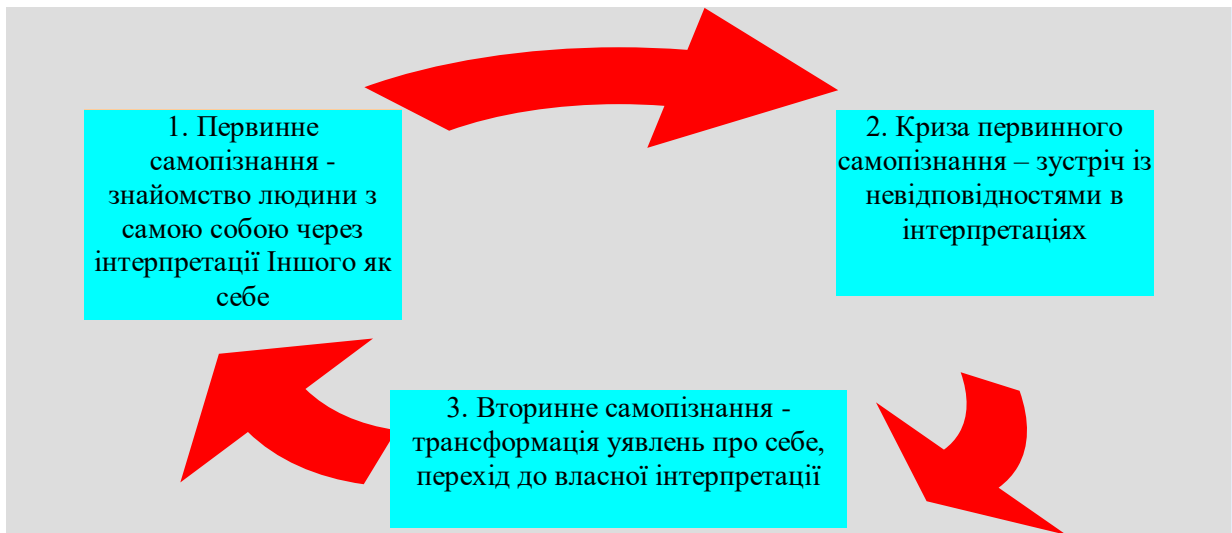 1. Первинне
самопізнання -
знайомство людини з
самою собою через
інтерпретації Іншого як
себе
2. Криза первинного
самопізнання – зустріч із
невідповідностями в
інтерпретаціях
3. Вторинне самопізнання -
трансформація уявлень про себе,
перехід до власної інтерпретації